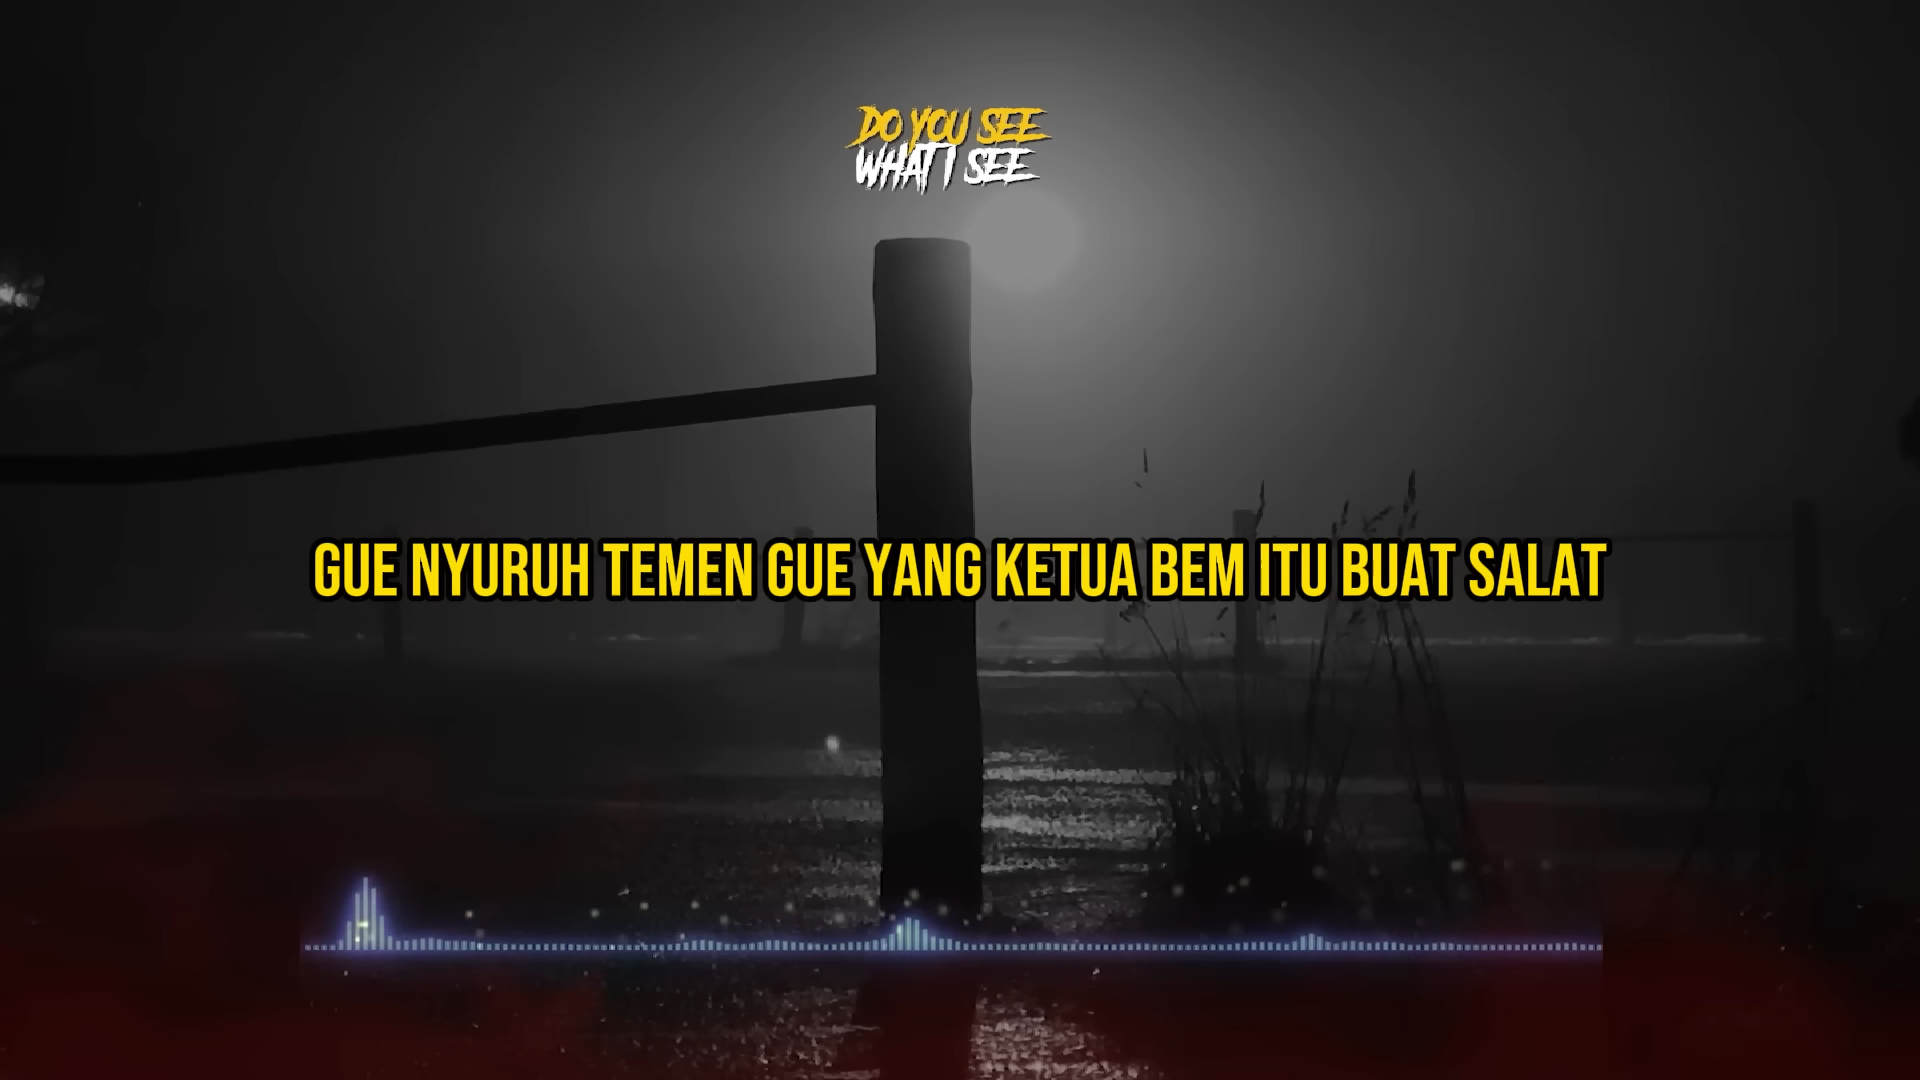 DO YOU SEE
WHAT I SEE
GUE NYURUH TEMEN GUE YANG KETUA BEM ITU BUAT SALAT